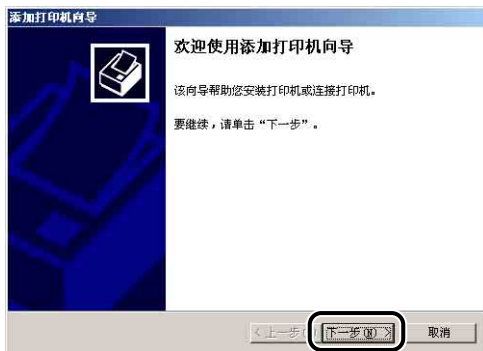 添加打印机向导
欢迎使用添加打印机向导
该向导帮助您安装打印机或连接打印机。
要继续，请单击“下一步”。
<上一步( 下一步(N) > 取消